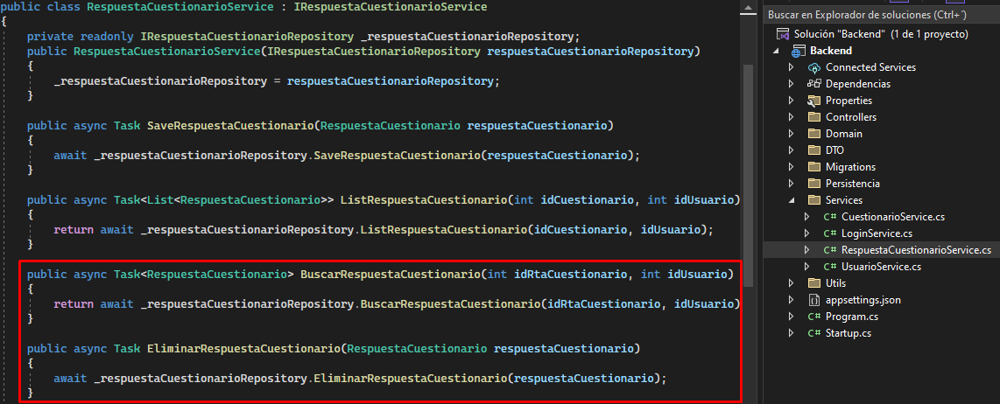 public class RespuestaCuestionarioService : IRespuestaCuestionarioService
{
private readonly IRespuestaCuestionarioRepository _respuestaCuestionarioRepository;
public RespuestaCuestionarioService(IRespuestaCuestionarioRepository respuestaCuestionarioRepository)
{
_respuestaCuestionarioRepository = respuestaCuestionarioRepository;
}
public async Task SaveRespuestaCuestionario(RespuestaCuestionario respuestaCuestionario)
{
await _respuestaCuestionarioRepository.SaveRespuestaCuestionario(respuestaCuestionario);
}
public async Task<List<RespuestaCuestionario>> ListRespuestaCuestionario(int idCuestionario, int idUsuario)
{
return await _respuestaCuestionarioRepository.ListRespuestaCuestionario(idCuestionario, idUsuario);
}
public async Task<RespuestaCuestionario> BuscarRespuestaCuestionario(int idRtaCuestionario, int idUsuario)
{
return await _respuestaCuestionarioRepository.BuscarRespuestaCuestionario(idRtaCuestionario, idUsuario)
}
public async Task EliminarRespuestaCuestionario(RespuestaCuestionario respuestaCuestionario)
{
await _respuestaCuestionarioRepository.EliminarRespuestaCuestionario(respuestaCuestionario);
}
Buscar en Explorador de soluciones (Ctrl+´)
Solución "Backend" (1 de 1 proyecto)
Backend
Connected Services
Dependencias
Properties
Controllers
Domain
DTO
Migrations
Persistencia
Services
C# CuestionarioService.cs
C# LoginService.cs
C# RespuestaCuestionarioService.cs
C# UsuarioService.cs
Utils
appsettings.json
C# Program.cs
C# Startup.cs